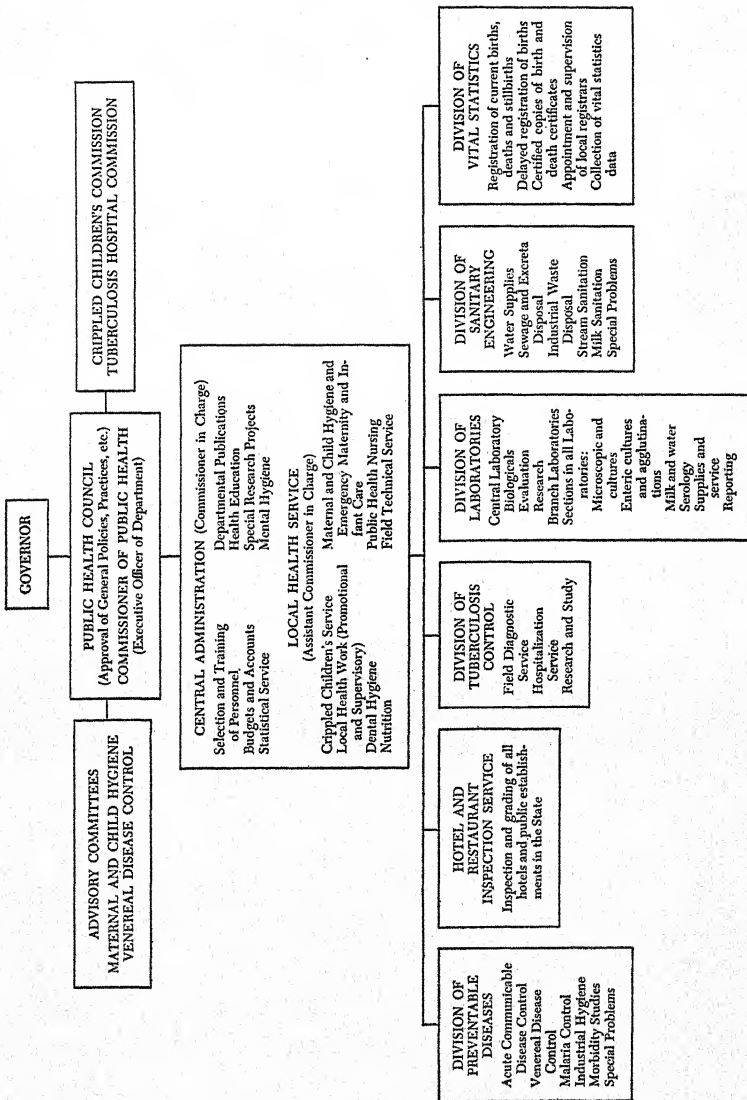 GOVERNOR
ADVISORY COMMITTEES
MATERNAL AND CHILD HYGIENE
VENEREAL DISEASE CONTROL
PUBLIC HEALTH COUNCIL
(Approval of General Policies, Practices, etc.)
COMMISSIONER OF PUBLIC HEALTH
(Executive Officer of Department)
CRIPPLED CHILDREN'S COMMISSION
TUBERCULOSIS HOSPITAL COMMISSION
CENTRAL ADMINISTRATION (Commissioner in Charge)
Selection and Training
of Personnel
Budgets and Accounts
Statistical Service
Departmental Publications
Health Education
Special Research Projects
Mental Hygiene
LOCAL HEALTH SERVICE
(Assistant Commissioner in Charge)
Crippled Children's Service
Local Health Work (Promotional
and Supervisory)
Dental Hygiene
Nutrition
Maternal and Child Hygiene and
Emergency Maternity and In-
fant Care
Public Health Nursing
Field Technical Service
DIVISION OF
PREVENTABLE
DISEASES
Acute Communicable
Disease Control
Venereal Disease
Control
Malaria Control
Industrial Hygiene
Morbidity Studies
Special Problems
HOTEL AND
RESTAURANT
INSPECTION SERVICE
Inspection and grading of all
hotels and public establish-
ments in the State
DIVISION OF
TUBERCULOSIS
CONTROL
Field Diagnostic
Service
Hospitalization
Service
Research and Study
DIVISION OF
LABORATORIES
Central Laboratory
Biologicals
Evaluation
Research
Branch Laboratories
Sections in all Labo-
ratories:
Microscopic and
cultures
Enteric cultures
and agglutina-
tions
Milk and water
Serology
Supplies and
service
Reporting
DIVISION OF
SANITARY
ENGINEERING
Water Supplies
Sewage and Excreta
Disposal
Industrial Waste
Disposal
Stream Sanitation
Milk Sanitation
Special Problems
DIVISION OF
VITAL STATISTICS
Registration of current births,
deaths and stillbirths
Delayed registration of births
Certified copies of birth and
death certificates
Appointment and supervision
of local registrars
Collection of vital statistics
data